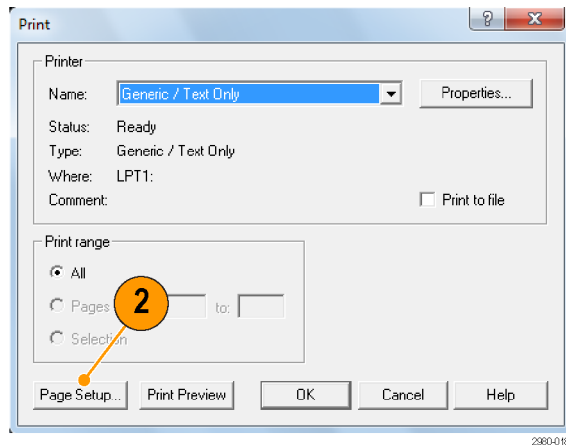 Print
Printer
Name: Generic / Text Only Properties...
Status: Ready
Type: Generic / Text Only
Where: LPT1:
Comment: Print to file
Print range
All
Pages to:
2
Selection
Page Setup... Print Preview OK Cancel Help